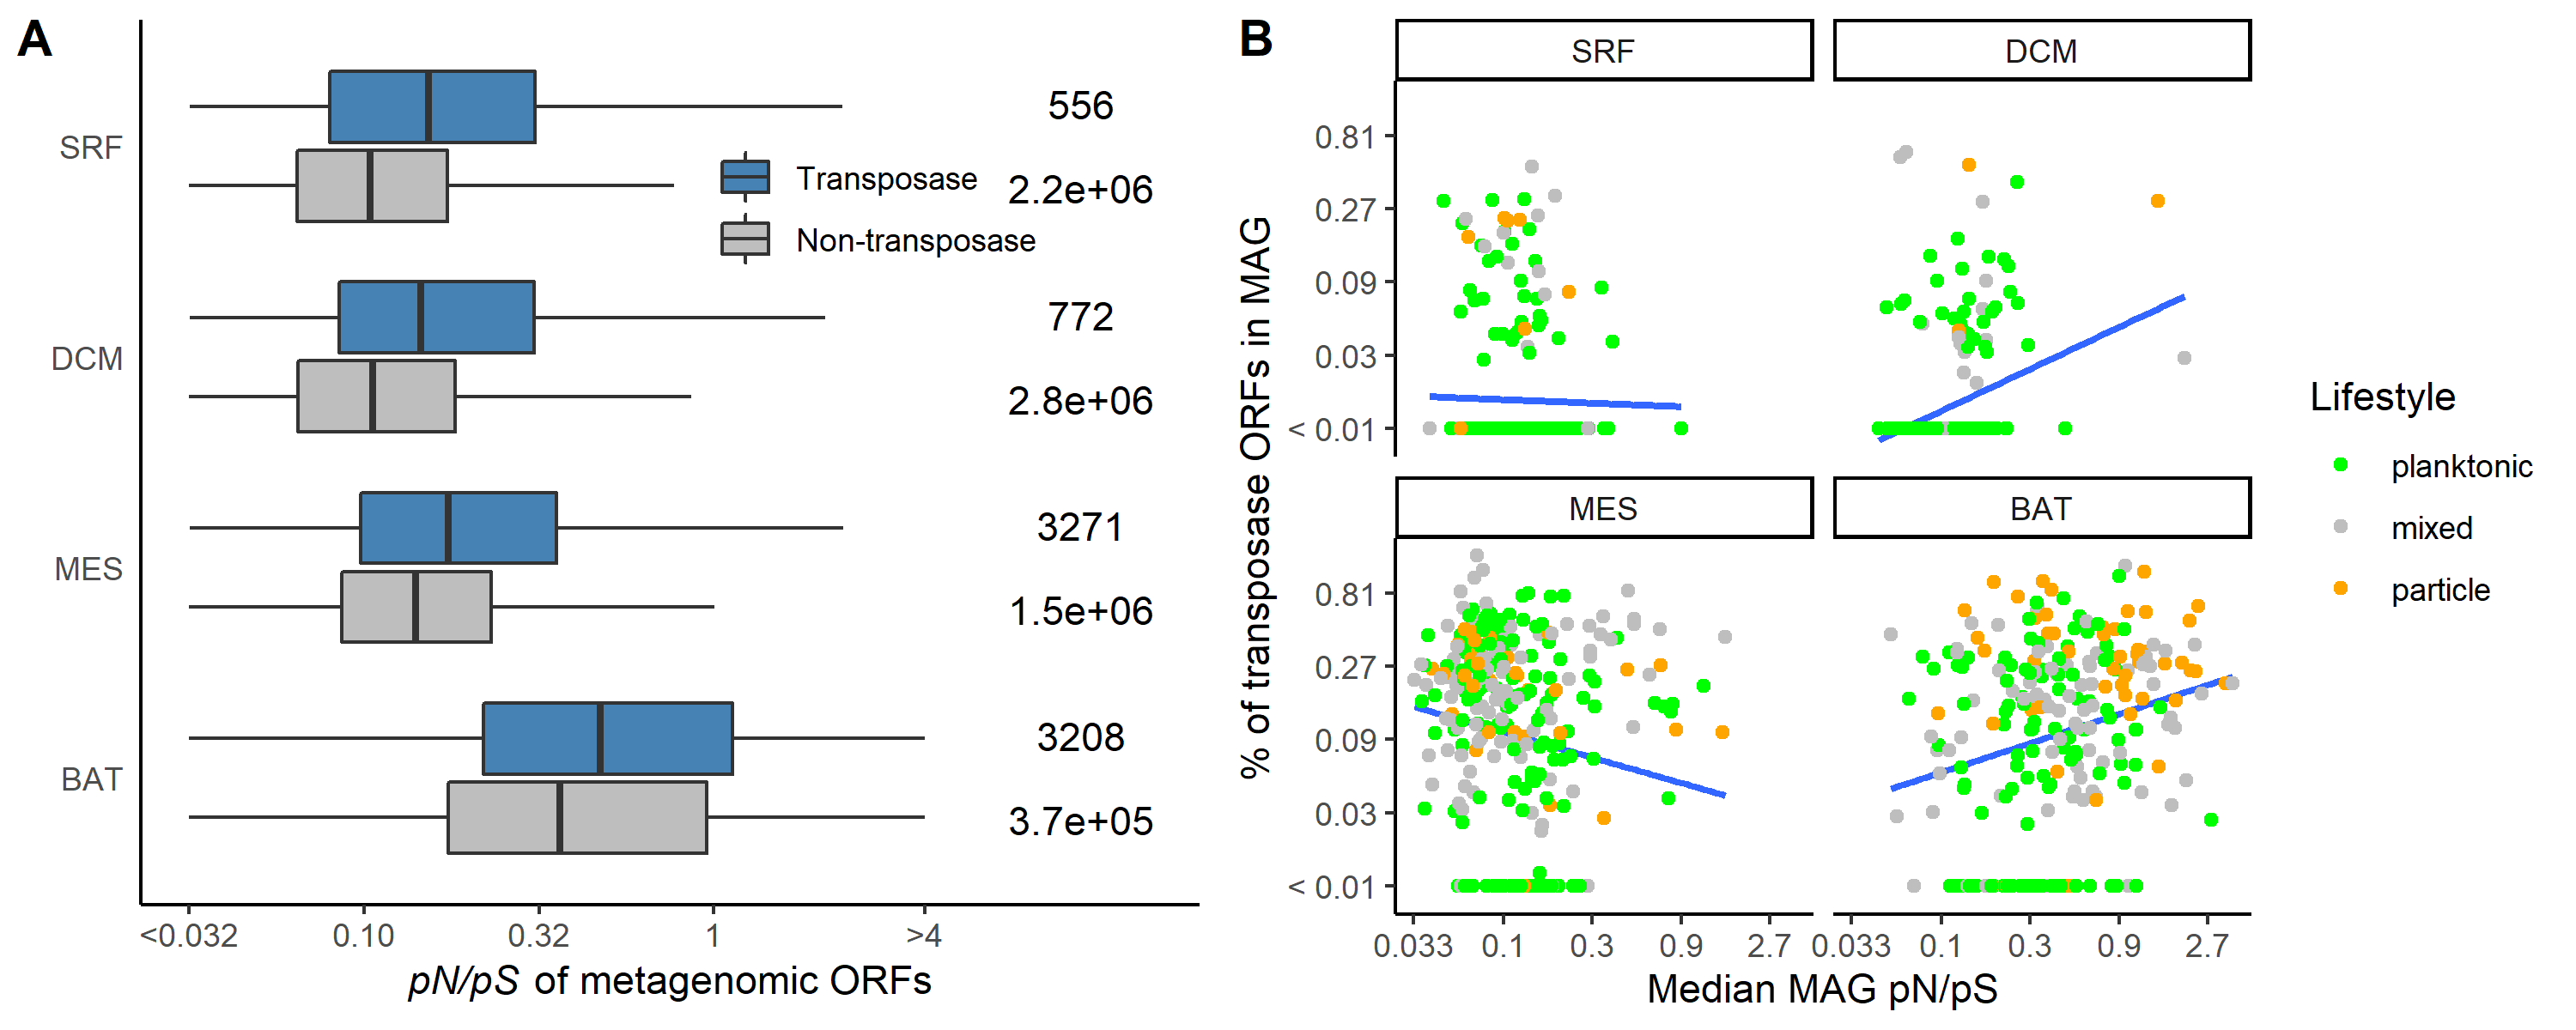 A
SRF
DCM
MES
BAT
556
2.2e+06
772
2.8e+06
3271
1.5e+06
3208
3.7e+05
Transposase
Non-transposase
<0.032
0.10
0.32
1
>4
pN/pS of metagenomic ORFs
B
SRF
DCM
MES
BAT
% of transposase ORFs in MAG
0.81
0.27
0.09
0.03
< 0.01
0.81
0.27
0.09
0.03
< 0.01
0.033
0.1
0.3
0.9
2.7
0.033
0.1
0.3
0.9
2.7
Median MAG pN/pS
Lifestyle
planktonic
mixed
particle